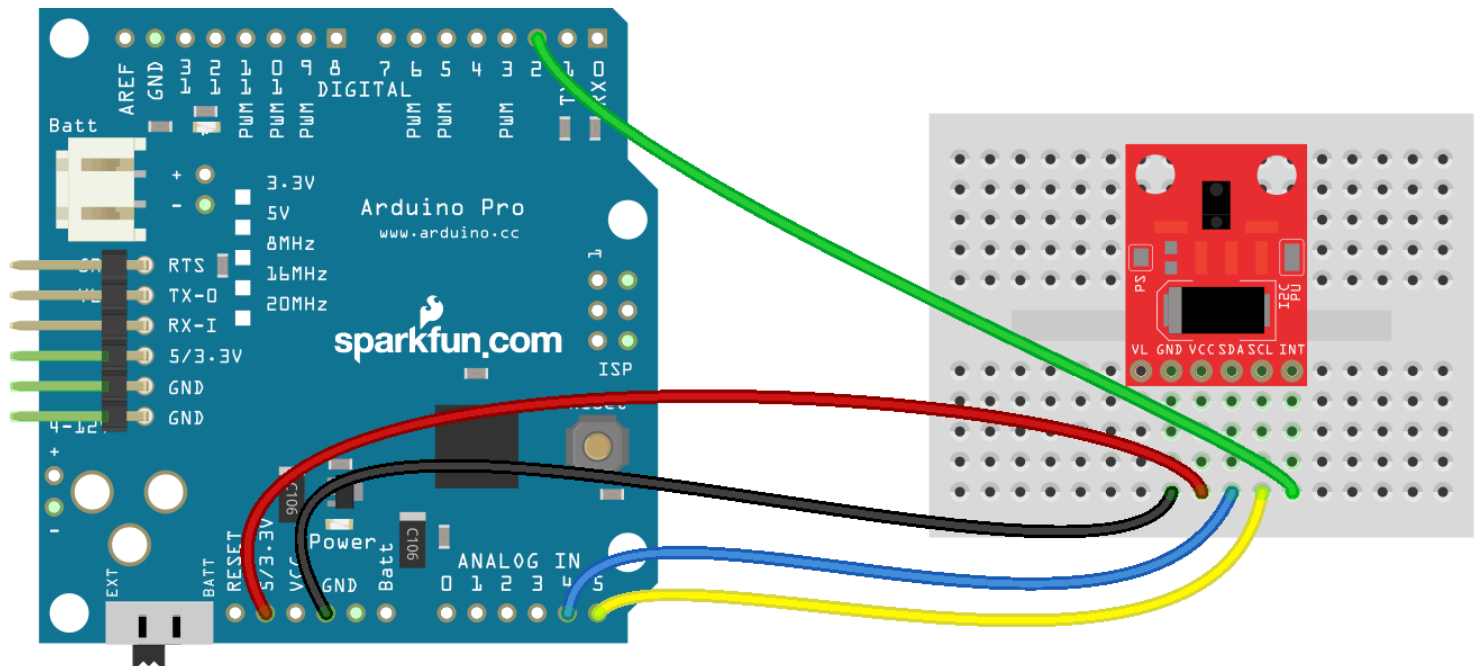 AREF
GND
13
12
11
10
9
8
7
6
5
4
3
2
1
0
TX
RX
DIGITAL
PWM
PWM
PWM
PWM
PWM
PWM
Batt
+
-
3.3V
5V
8MHz
16MHz
20MHz
Arduino Pro
www.arduino.cc
1
RTS
TX-O
RX-I
5/3.3V
GND
GND
sparkfun.com
ISP
+
-
C106
C106
Power
RESET
5/3.3V
VCC
GND
Batt
ANALOG IN
0
1
2
3
4
5
EXT
BATT
PS
I2C
PU
VL
GND
VCC
SDA
SCL
INT